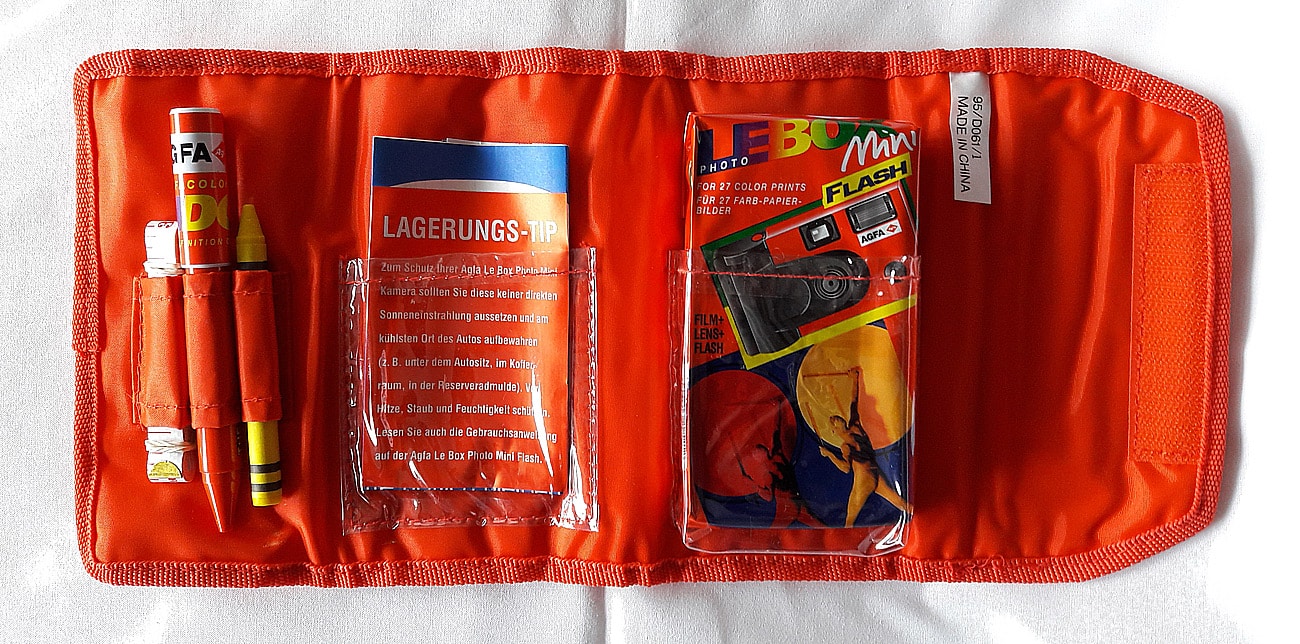 GFA
COLO
DO
INITION
LAGERUNGS-TIP
Zum Schutz Ihrer Agfa Le Box Photo Mini
Kamera sollten Sie diese keiner direkten
Sonneneinstrahlung aussetzen und am
kühlsten Ort des Autos aufbewahren
(z. B. unter dem Autositz, im Koffer-
raum, in der Reserveradmulde). Vor
Hitze, Staub und Feuchtigkeit schützen.
Lesen Sie auch die Gebrauchsanweisung
auf der Agfa Le Box Photo Mini Flash.
LEBOX
PHOTO
Mini
FLASH
FOR 27 COLOR PRINTS
FÜR 27 FARB-PAPIER-
BILDER
AGFA
FILM+
LENS+
FLASH
95/D061/1
MADE IN CHINA